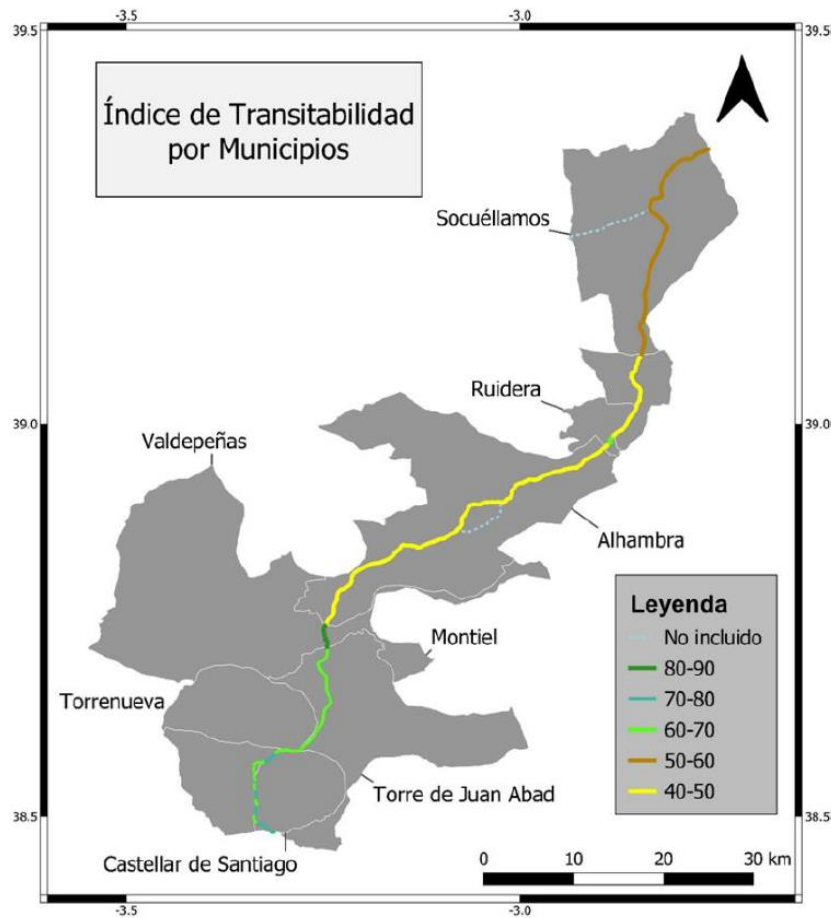 -3.5
-3.0
39.5
39.5
Índice de Transitabilidad
por Municipios
Socuéllamos
Ruidera
39.0
39.0
Valdepeñas
Alhambra
Leyenda
No incluido
80-90
70-80
60-70
50-60
40-50
Montiel
Torrenueva
Torre de Juan Abad
38.5
38.5
Castellar de Santiago
0
10
20
30 km
-3.5
-3.0